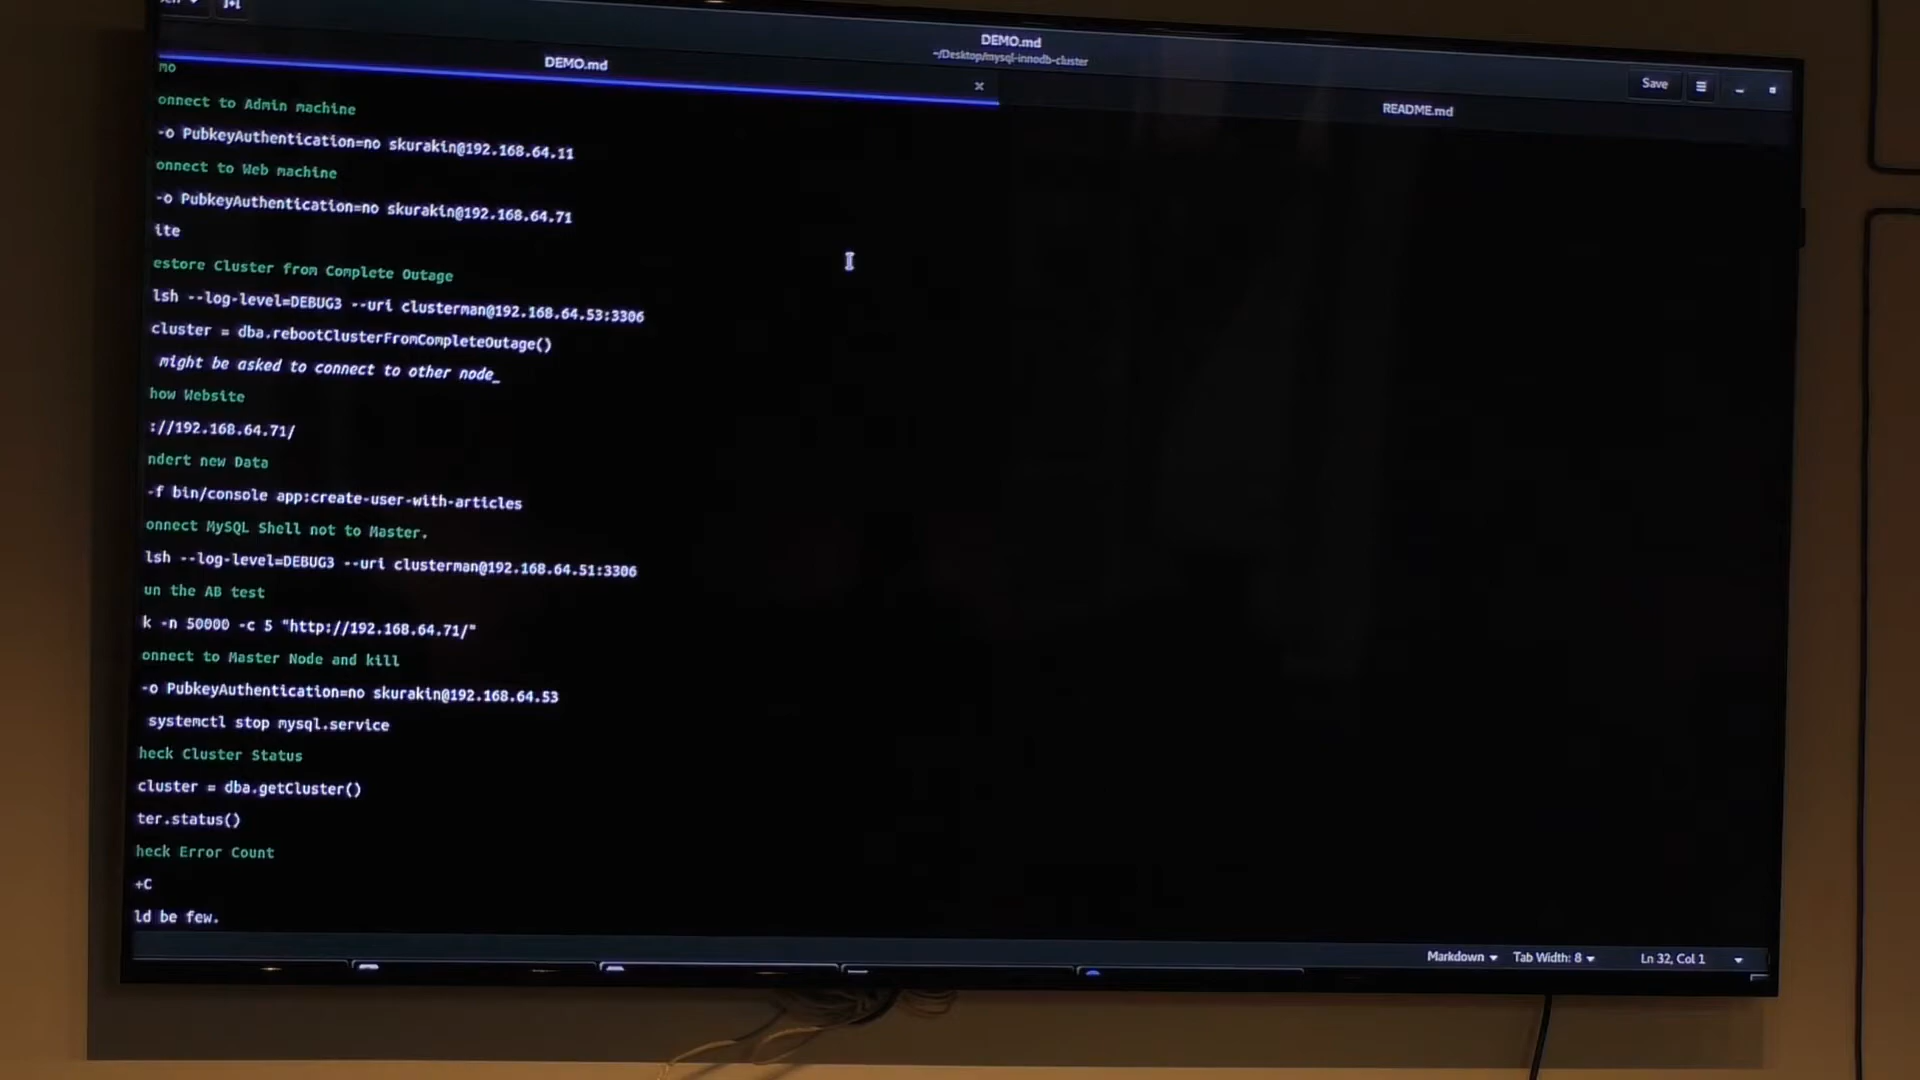 DEMO.md
~/Desktop/mysql-innodb-cluster
Save
DEMO.md
README.md
mo
onnect to Admin machine
-o PubkeyAuthentication=no skurakin@192.168.64.11
onnect to Web machine
-o PubkeyAuthentication=no skurakin@192.168.64.71
ite
estore Cluster from Complete Outage
lsh --log-level=DEBUG3 --uri clusterman@192.168.64.53:3306
cluster = dba.rebootClusterFromCompleteOutage()
might be asked to connect to other node_
how Website
://192.168.64.71/
ndert new Data
-f bin/console app:create-user-with-articles
onnect MySQL Shell not to Master.
lsh --log-level=DEBUG3 --uri clusterman@192.168.64.51:3306
un the AB test
k -n 50000 -c 5 "http://192.168.64.71/"
onnect to Master Node and kill
-o PubkeyAuthentication=no skurakin@192.168.64.53
systemctl stop mysql.service
heck Cluster Status
cluster = dba.getCluster()
ter.status()
heck Error Count
+C
ld be few.
Markdown Tab Width: 8 Ln 32, Col 1